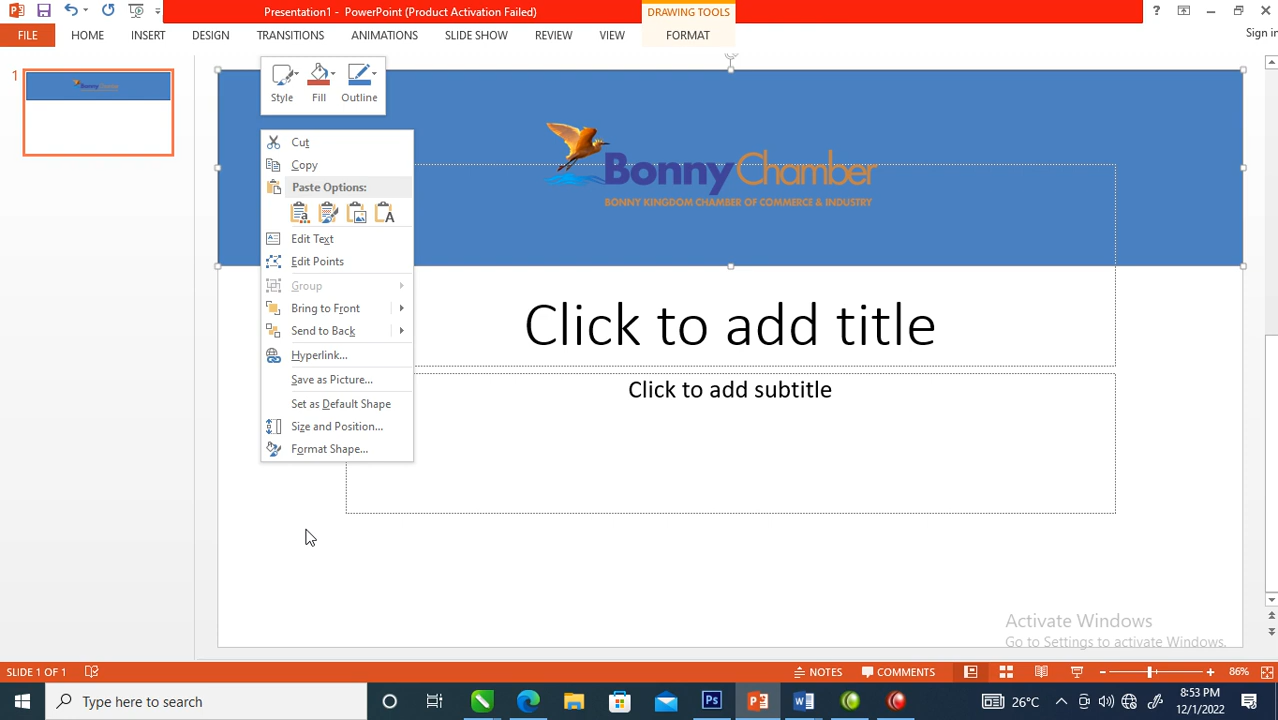 Presentation1 - PowerPoint (Product Activation Failed)
DRAWING TOOLS
?
FILE
HOME
INSERT
DESIGN
TRANSITIONS
ANIMATIONS
SLIDE SHOW
REVIEW
VIEW
FORMAT
Sign in
1
BonnyChamber
Style
Fill
Outline
Cut
Copy
Paste Options:
Edit Text
Edit Points
Group
Bring to Front
Send to Back
Hyperlink...
Save as Picture...
Set as Default Shape
Size and Position...
Format Shape...
BonnyChamber
BONNY KINGDOM CHAMBER OF COMMERCE & INDUSTRY
Click to add title
Click to add subtitle
Activate Windows
Go to Settings to activate Windows.
SLIDE 1 OF 1
NOTES
COMMENTS
86%
Type here to search
Ps
26°C
8:53 PM
12/1/2022